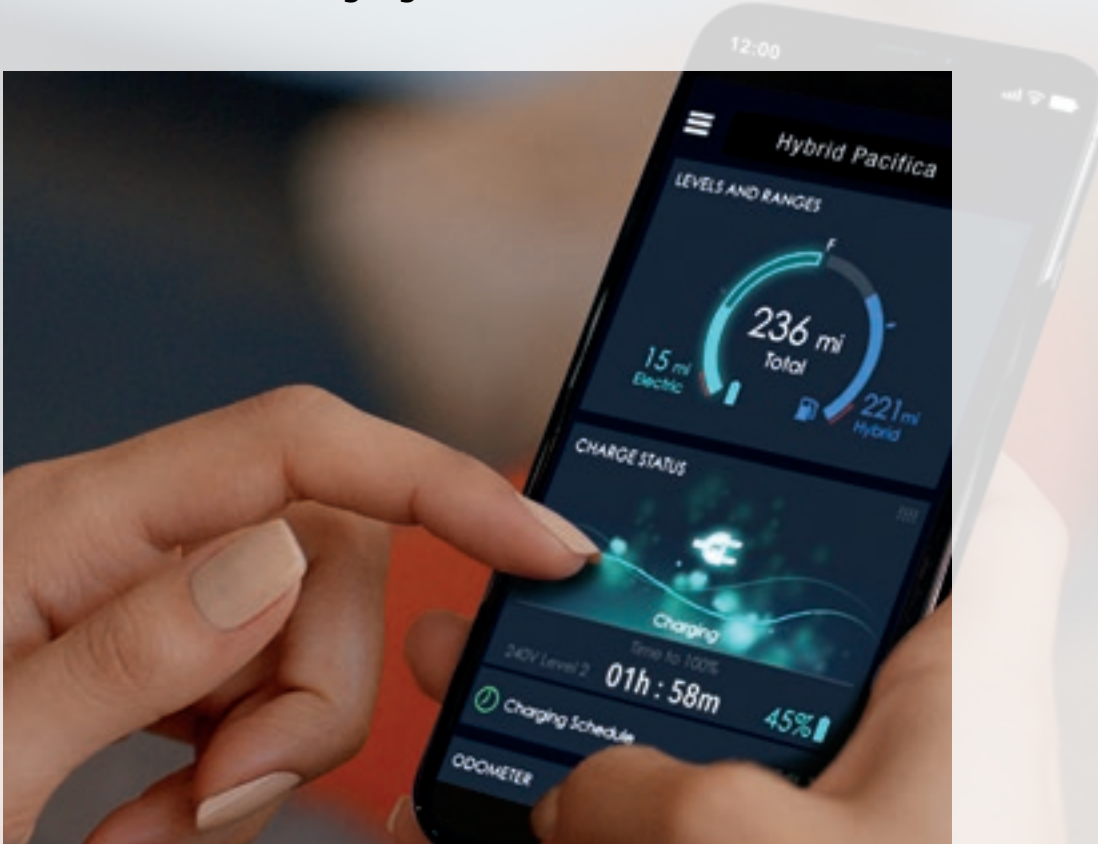 12:00
Hybrid Pacifica
LEVELS AND RANGES
F
236 mi
Total
15 mi
Electric
221 mi
Hybrid
CHARGE STATUS
Charging
Time to 100%
240V Level 2
01h : 58m
45%
Charging Schedule
ODOMETER